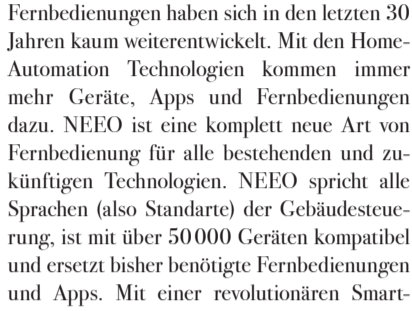 Fernbedienungen haben sich in den letzten 30
Jahren kaum weiterentwickelt. Mit den Home-
Automation Technologien kommen immer
mehr Geräte, Apps und Fernbedienungen
dazu. NEEO ist eine komplett neue Art von
Fernbedienung für alle bestehenden und zu-
künftigen Technologien. NEEO spricht alle
Sprachen (also Standarte) der Gebäudesteue-
rung, ist mit über 50 000 Geräten kompatibel
und ersetzt bisher benötigte Fernbedienungen
und Apps. Mit einer revolutionären Smart-